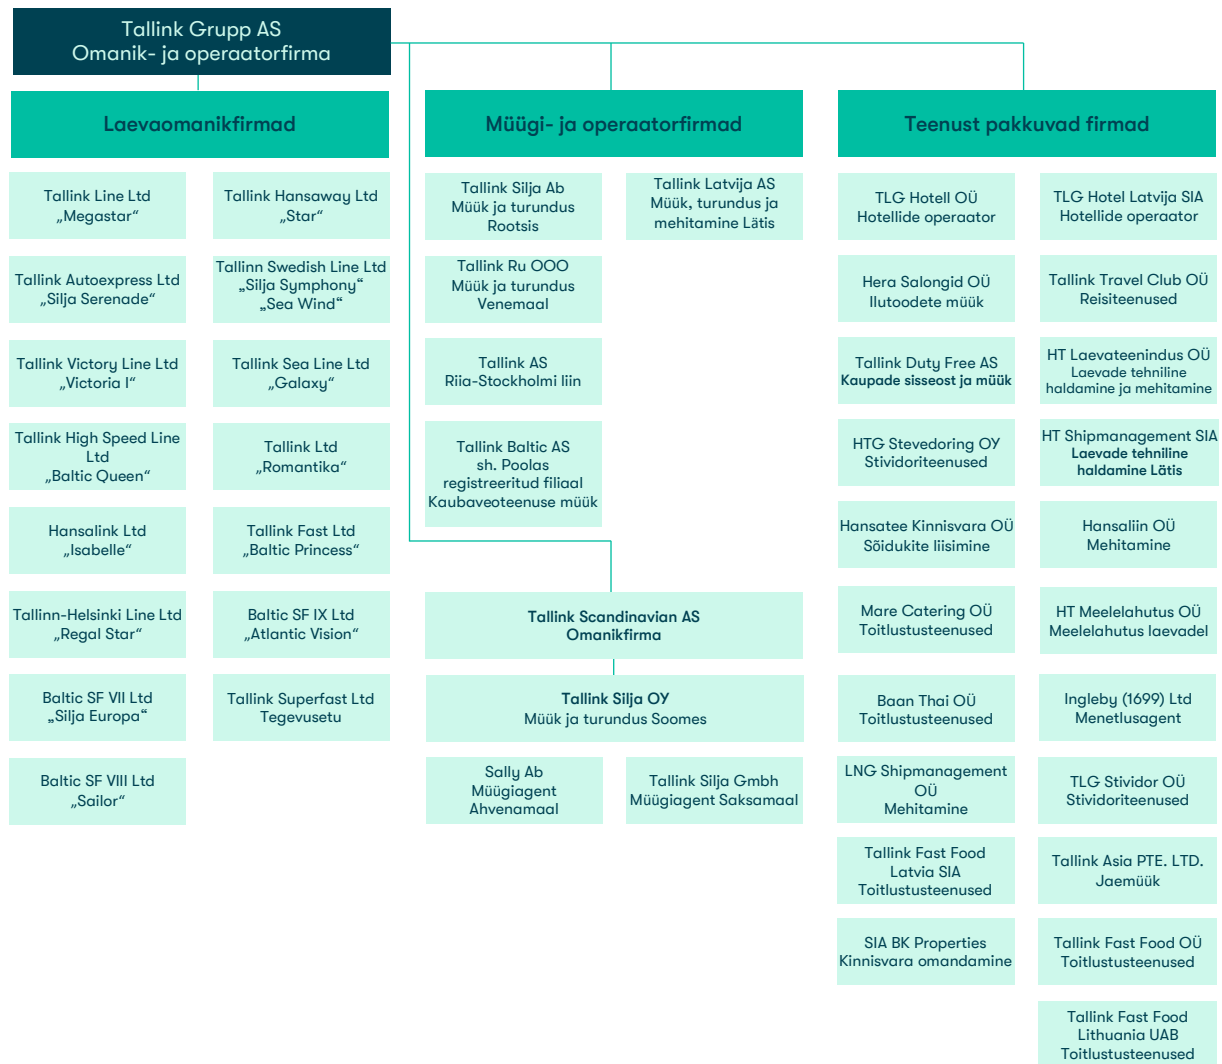 Tallink Grupp AS
Omanik- ja operaatorfirma
Laevaomanikfirmad
Tallink Line Ltd
„Megastar“
Tallink Hansaway Ltd
„Star“
Tallink Autoexpress Ltd
„Silja Serenade“
Tallinn Swedish Line Ltd
„Silja Symphony“
„Sea Wind“
Tallink Victory Line Ltd
„Victoria I“
Tallink Sea Line Ltd
„Galaxy“
Tallink High Speed Line
Ltd
„Baltic Queen“
Tallink Ltd
„Romantika“
Hansalink Ltd
„Isabelle“
Tallink Fast Ltd
„Baltic Princess“
Tallinn-Helsinki Line Ltd
„Regal Star“
Baltic SF IX Ltd
„Atlantic Vision“
Baltic SF VII Ltd
„Silja Europa“
Tallink Superfast Ltd
Tegevusetu
Baltic SF VIII Ltd
„Sailor“
Müügi- ja operaatorfirmad
Tallink Silja Ab
Müük ja turundus
Rootsis
Tallink Latvija AS
Müük, turundus ja
mehitamine Lätis
Tallink Ru OOO
Müük ja turundus
Venemaal
Tallink AS
Riia-Stockholmi liin
Tallink Baltic AS
sh. Poolas
registreeritud filiaal
Kaubaveoteenuse müük
Tallink Scandinavian AS
Omanikfirma
Tallink Silja OY
Müük ja turundus Soomes
Sally Ab
Müügiagent
Ahvenamaal
Tallink Silja Gmbh
Müügiagent Saksamaal
Teenust pakkuvad firmad
TLG Hotell OÜ
Hotellide operaator
TLG Hotel Latvija SIA
Hotellide operaator
Hera Salongid OÜ
Ilutoodete müük
Tallink Travel Club OÜ
Reisiteenused
Tallink Duty Free AS
Kaupade sisseost ja müük
HT Laevateenindus OÜ
Laevade tehniline
haldamine ja mehitamine
HTG Stevedoring OY
Stividoriteenused
HT Shipmanagement SIA
Laevade tehniline
haldamine Lätis
Hansatee Kinnisvara OÜ
Sõidukite liisimine
Hansaliin OÜ
Mehitamine
Mare Catering OÜ
Toitlustusteenused
HT Meelelahutus OÜ
Meelelahutus laevadel
Baan Thai OÜ
Toitlustusteenused
Ingleby (1699) Ltd
Menetlusagent
LNG Shipmanagement
OÜ
Mehitamine
TLG Stividor OÜ
Stividoriteenused
Tallink Fast Food
Latvia SIA
Toitlustusteenused
Tallink Asia PTE. LTD.
Jaemüük
SIA BK Properties
Kinnisvara omandamine
Tallink Fast Food OÜ
Toitlustusteenused
Tallink Fast Food
Lithuania UAB
Toitlustusteenused